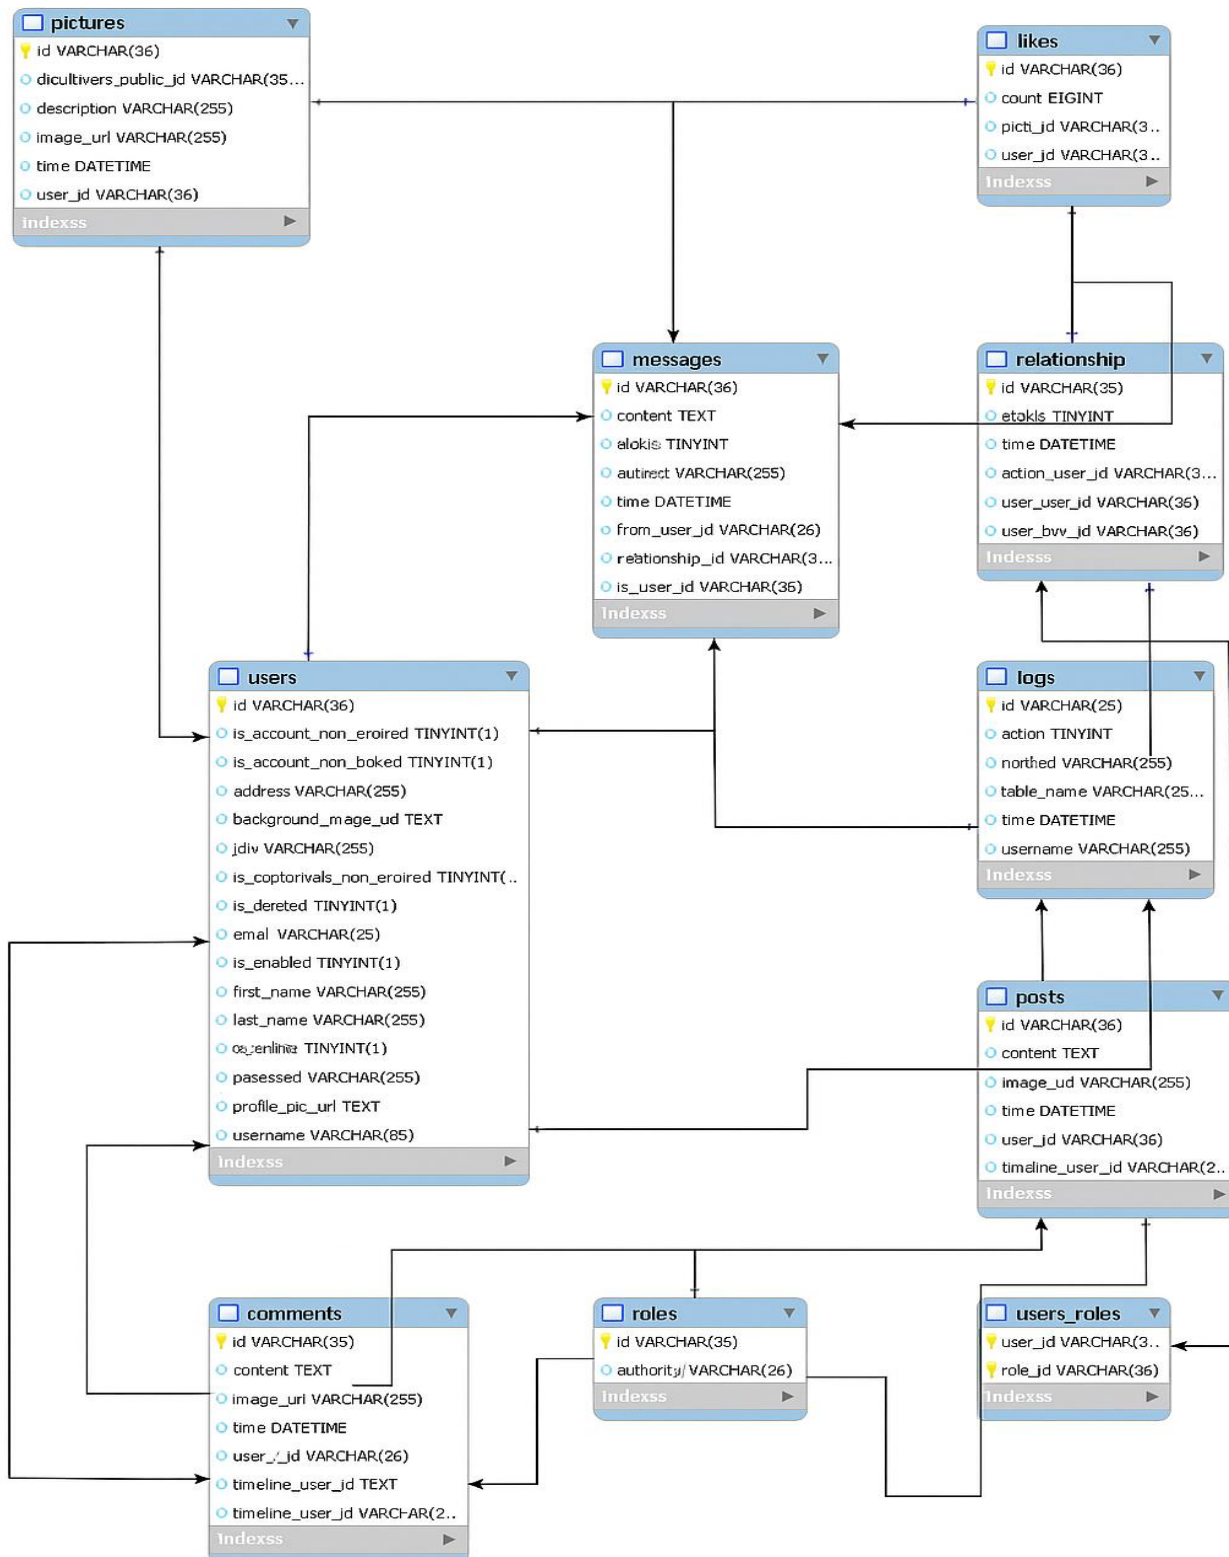 pictures
id VARCHAR(36)
dicultivers_public_jd VARCHAR(35...
description VARCHAR(255)
image_url VARCHAR(255)
time DATETIME
user_jd VARCHAR(36)
Indexss
likes
id VARCHAR(36)
count EIGINT
picti_jd VARCHAR(3..
user_jd VARCHAR(3..
Indexss
messages
id VARCHAR(36)
content TEXT
alokis TINYINT
autirect VARCHAR(255)
time DATETIME
from_user_jd VARCHAR(26)
reationship_id VARCHAR(3...
is_user_id VARCHAR(36)
Indexss
relationship
id VARCHAR(35)
etokls TINYINT
time DATETIME
action_user_jd VARCHAR(3...
user_user_jd VARCHAR(36)
user_bvv_jd VARCHAR(36)
Indexss
users
id VARCHAR(36)
is_account_non_eroired TINYINT(1)
is_account_non_boked TINYINT(1)
address VARCHAR(255)
background_mage_ud TEXT
jdiv VARCHAR(255)
is_coptorivals_non_eroired TINYINT(..
is_dereted TINYINT(1)
emal VARCHAR(25)
is_enabled TINYINT(1)
first_name VARCHAR(255)
last_name VARCHAR(255)
TINYINT(1)
pasessed VARCHAR(255)
profle_pic_url TEXT
username VARCHAR(85)
Indexss
logs
id VARCHAR(25)
action TINYINT
northed VARCHAR(255)
table_name VARCHAR(25...
time DATETIME
username VARCHAR(255)
Indexss
posts
id VARCHAR(36)
content TEXT
image_ud VARCHAR(255)
time DATETIME
user_id VARCHAR(36)
timeline_user_id VARCHAR(2..
Indexss
comments
id VARCHAR(35)
content TEXT
image_url VARCHAR(255)
time DATETIME
VARCHAR(26)
timeline_user_id TEXT
timeline_user_jd VARCHAR(2..
Indexss
roles
id VARCHAR(35)
authority/ VARCHAR(26)
Indexss
users_roles
user_id VARCHAR(3..
role_jd VARCHAR(36)
Indexss